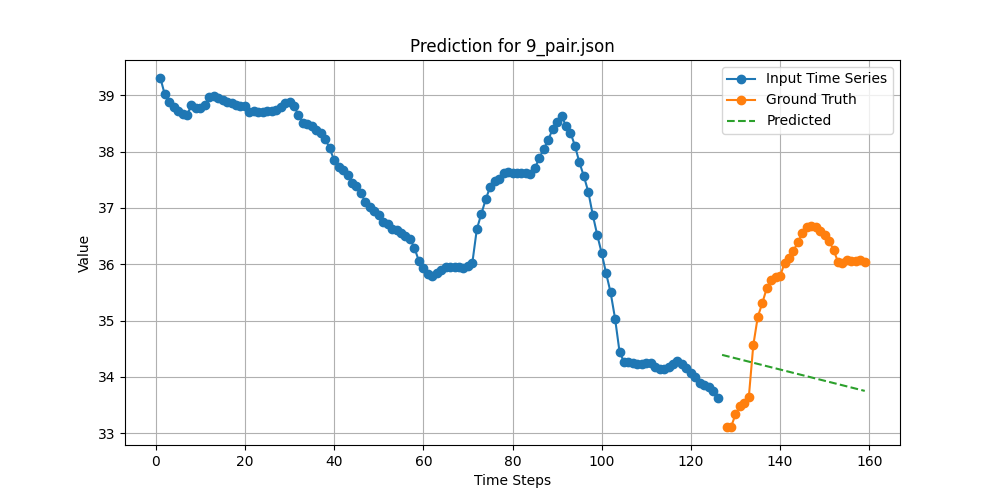 Prediction for 9_pair.json
Input Time Series
Ground Truth
Predicted
Value
39
38
37
36
35
34
33
0 20 40 60 80 100 120 140 160
Time Steps